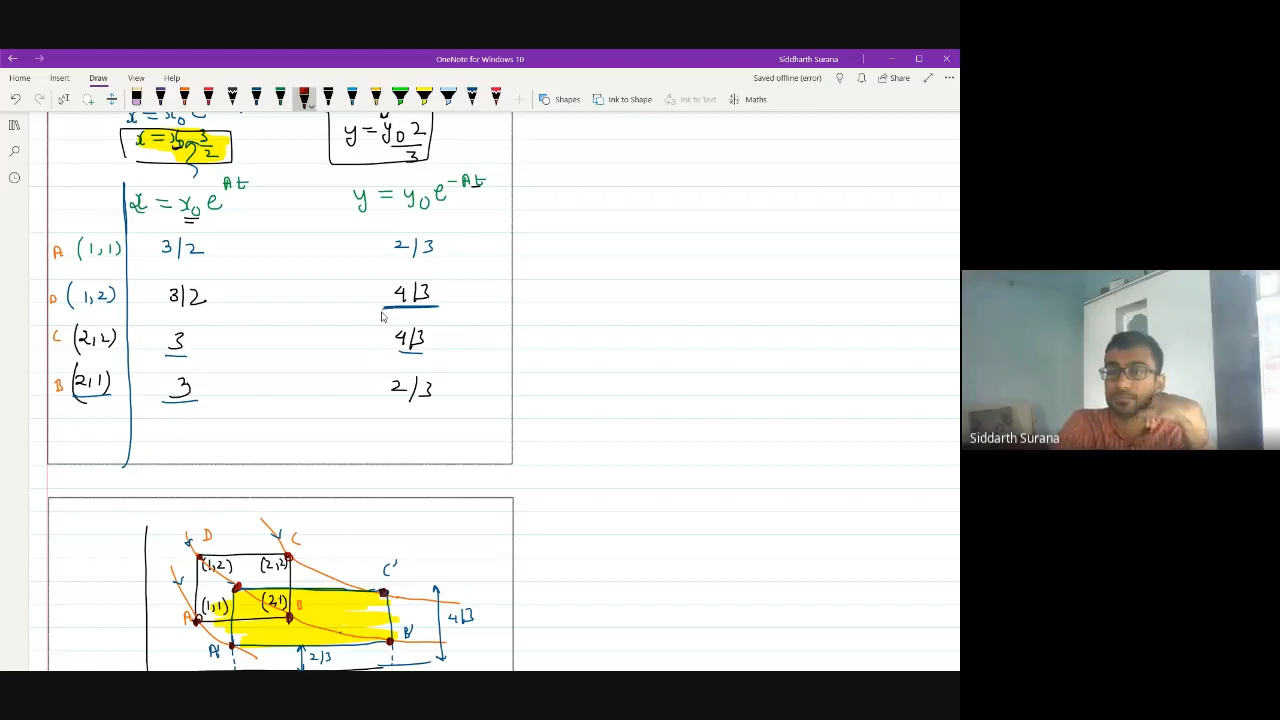 OneNote for Windows 10
Siddharth Surana
Home Insert Draw View Help
Saved offline (error)
Share
Shapes
Ink to Shape
Ink to Text
Maths
x = x₀ 3/2
y = y₀ 2/3
x = x₀ e^At
y = y₀ e^-At
A (1,1) 3/2 2/3
D (1,2) 3/2 4/3
C (2,2) 3 4/3
B (2,1) 3 2/3
D C
(1,2) (2,2)
C'
(1,1) (2,1) B
A
4/3
B'
A' 2/3
Siddarth Surana